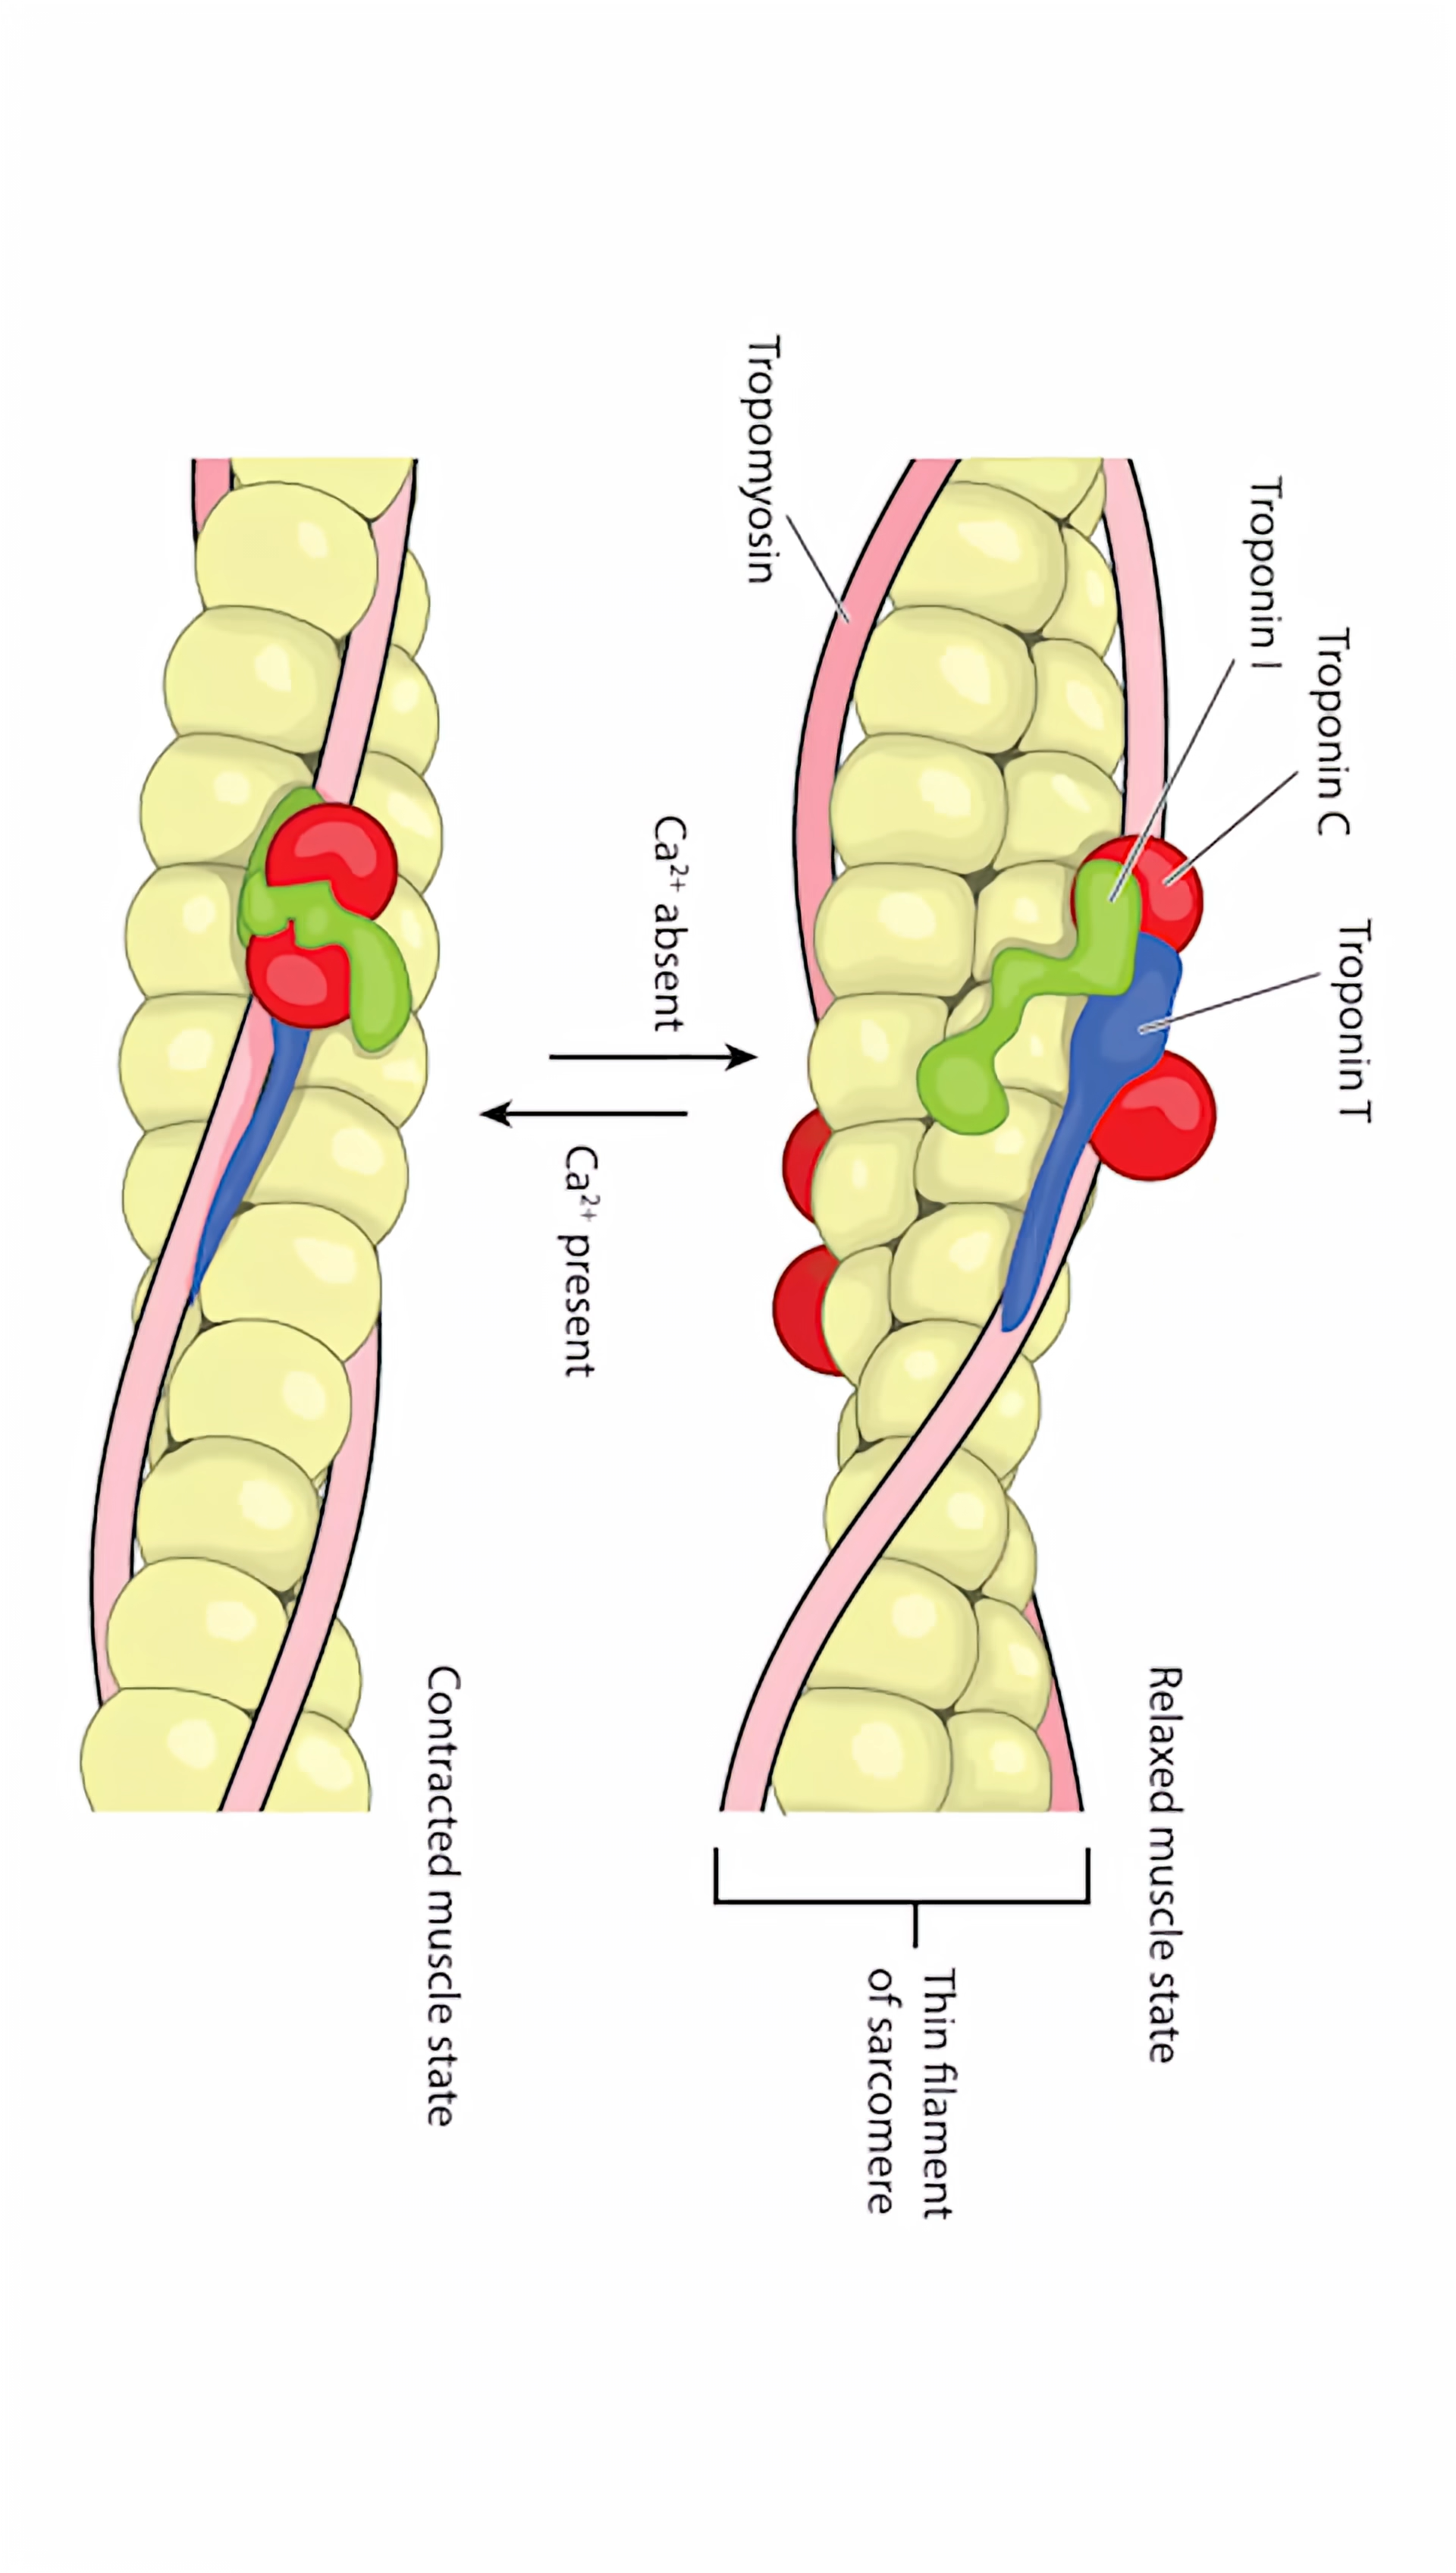 Relaxed muscle state
Troponin T
Troponin C
Troponin I
Tropomyosin
Thin filament
of sarcomere
Ca²⁺ absent
Ca²⁺ present
Contracted muscle state